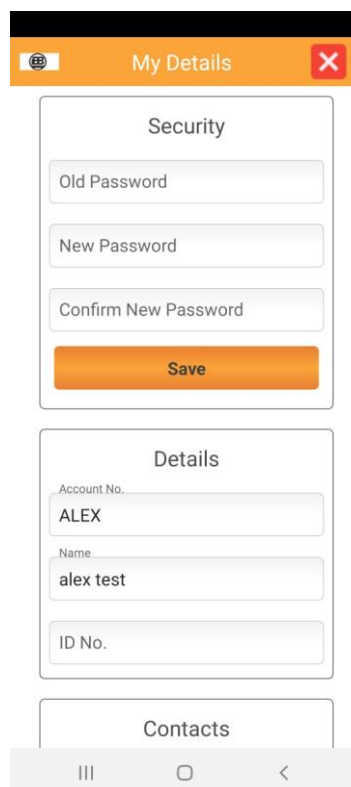 My Details
Security
Old Password
New Password
Confirm New Password
Save
Details
Account No.
ALEX
Name
alex test
ID No.
Contacts